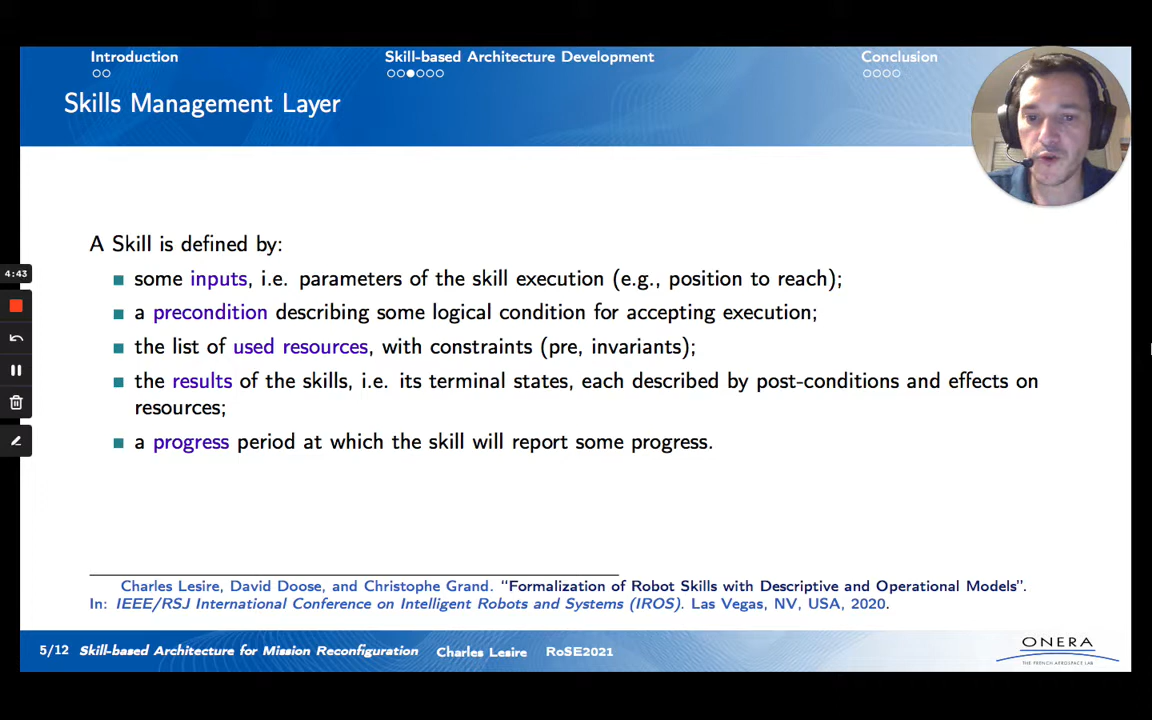 Introduction
Skill-based Architecture Development
Conclusion
Skills Management Layer
A Skill is defined by:
some inputs, i.e. parameters of the skill execution (e.g., position to reach);
a precondition describing some logical condition for accepting execution;
the list of used resources, with constraints (pre, invariants);
the results of the skills, i.e. its terminal states, each described by post-conditions and effects on
resources;
a progress period at which the skill will report some progress.
4:43
Charles Lesire, David Doose, and Christophe Grand. “Formalization of Robot Skills with Descriptive and Operational Models”.
In: IEEE/RSJ International Conference on Intelligent Robots and Systems (IROS). Las Vegas, NV, USA, 2020.
5/12 Skill-based Architecture for Mission Reconfiguration Charles Lesire RoSE2021
ONERA
THE FRENCH AEROSPACE LAB